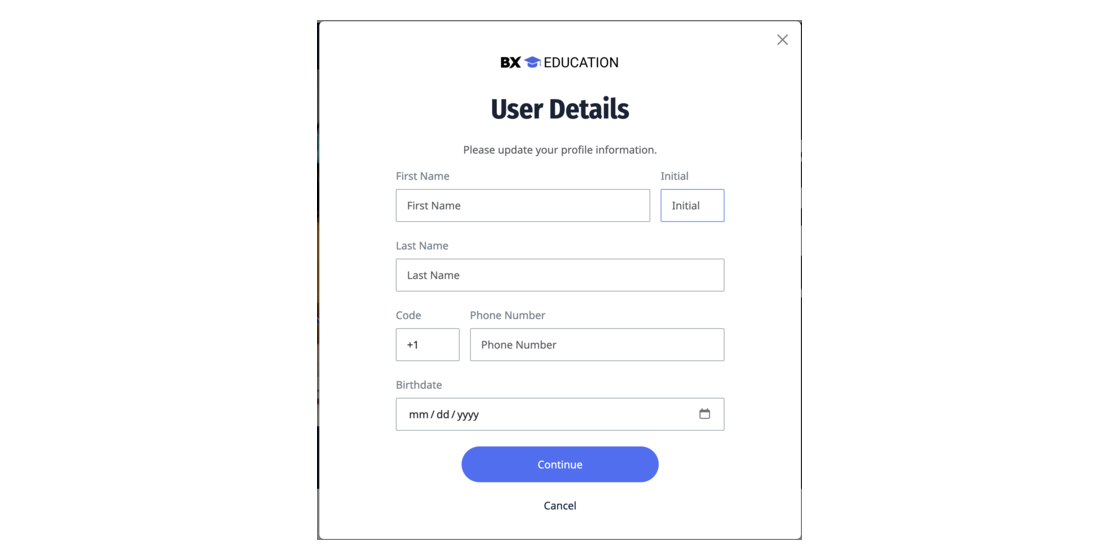 BX EDUCATION
User Details
Please update your profile information.
First Name Initial
First Name Initial
Last Name
Last Name
Code Phone Number
+1 Phone Number
Birthdate
mm/dd/yyyy
Continue
Cancel